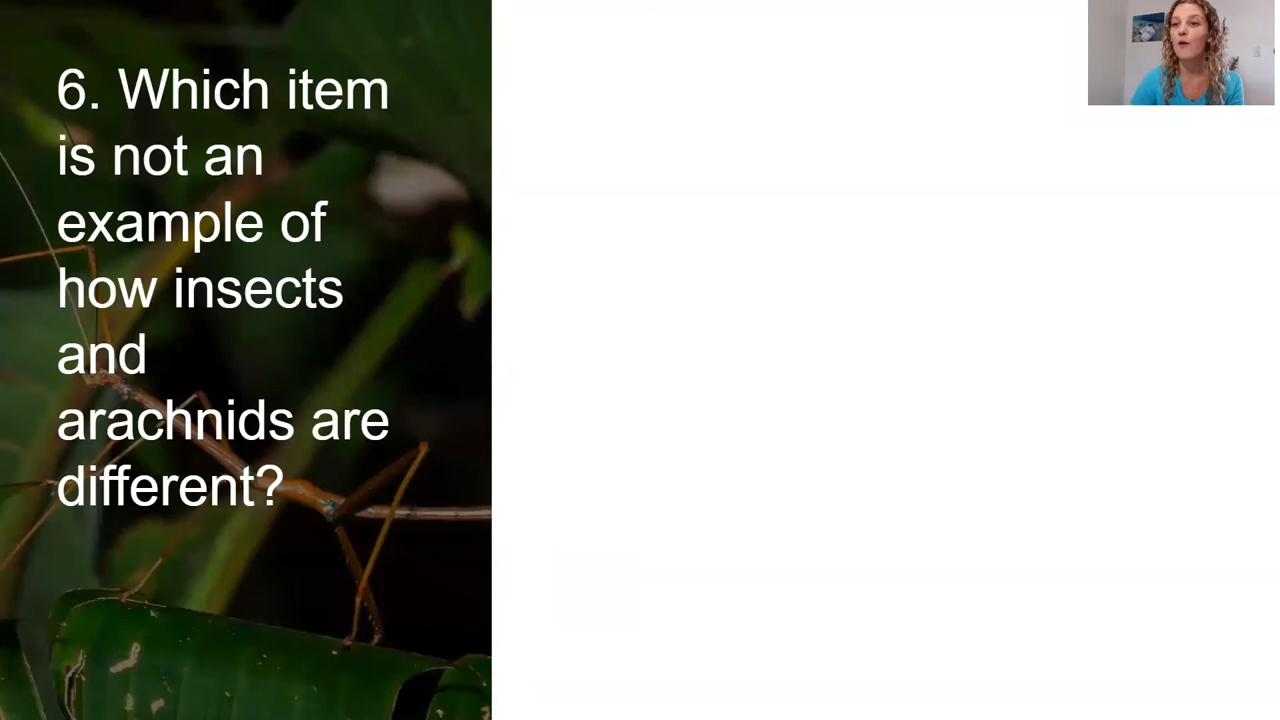 6. Which item
is not an
example of
how insects
and
arachnids are
different?